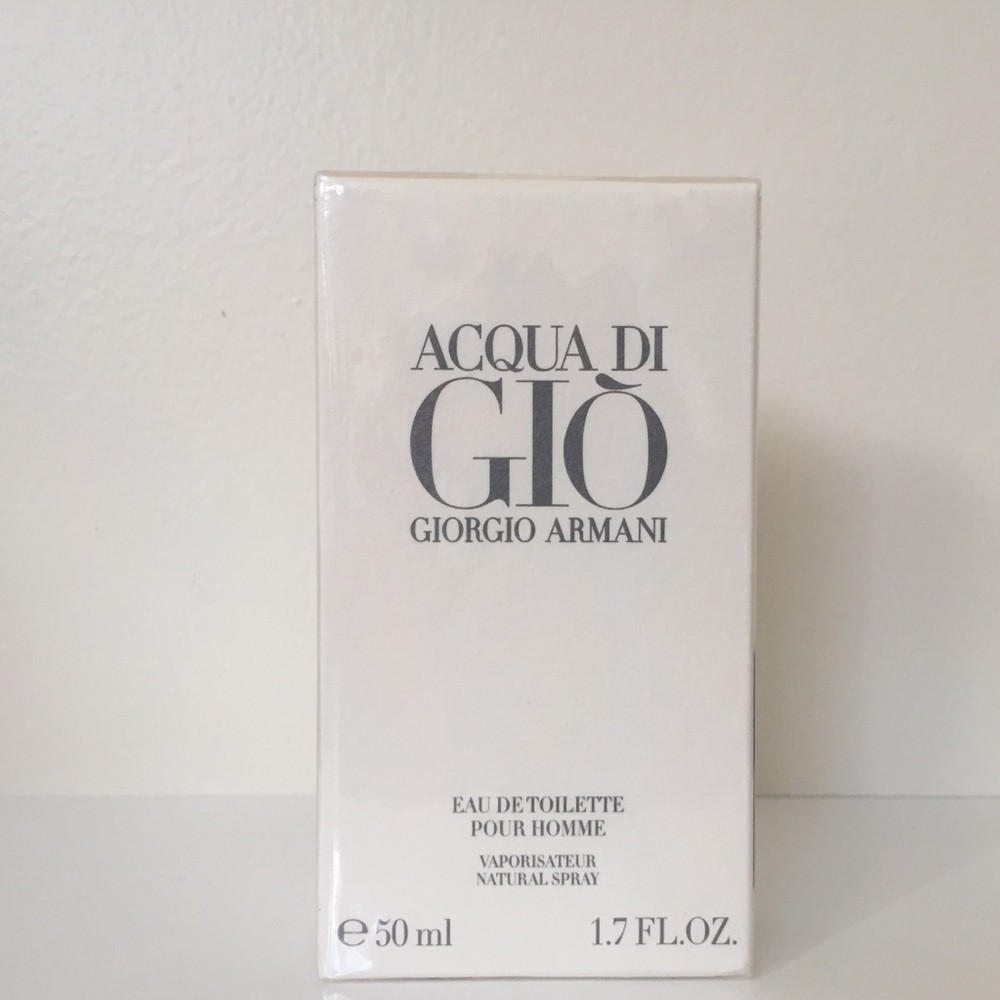 ACQUA DI
GIÒ
GIORGIO ARMANI
EAU DE TOILETTE
POUR HOMME
VAPORISATEUR
NATURAL SPRAY
℮ 50 ml 1.7 FL.OZ.